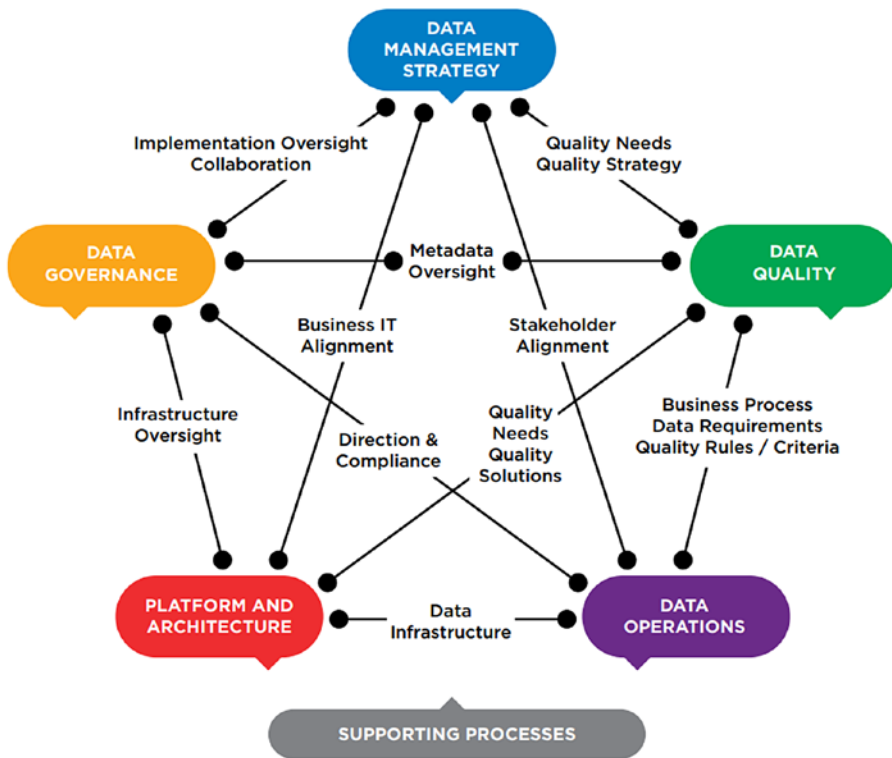 DATA
MANAGEMENT
STRATEGY
Implementation Oversight
Collaboration
Quality Needs
Quality Strategy
DATA
GOVERNANCE
Metadata
Oversight
DATA
QUALITY
Business IT
Alignment
Stakeholder
Alignment
Infrastructure
Oversight
Direction &
Compliance
Quality
Needs
Quality
Solutions
Business Process
Data Requirements
Quality Rules / Criteria
PLATFORM AND
ARCHITECTURE
Data
Infrastructure
DATA
OPERATIONS
SUPPORTING PROCESSES